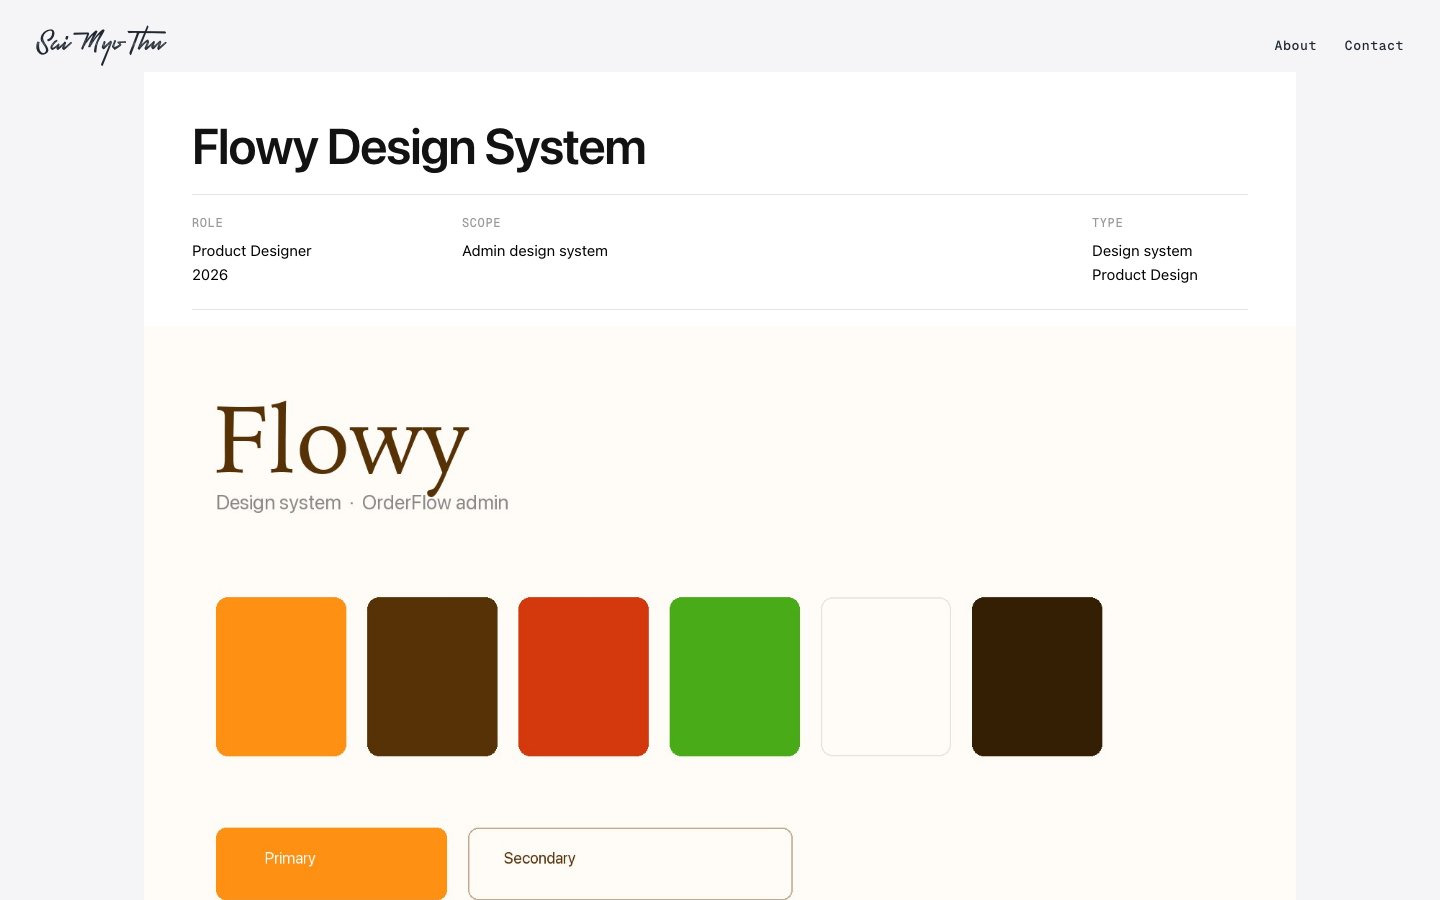 Sai Myo Thu
About Contact
Flowy Design System
ROLE
Product Designer
2026
SCOPE
Admin design system
TYPE
Design system
Product Design
Flowy
Design system · OrderFlow admin
Primary
Secondary